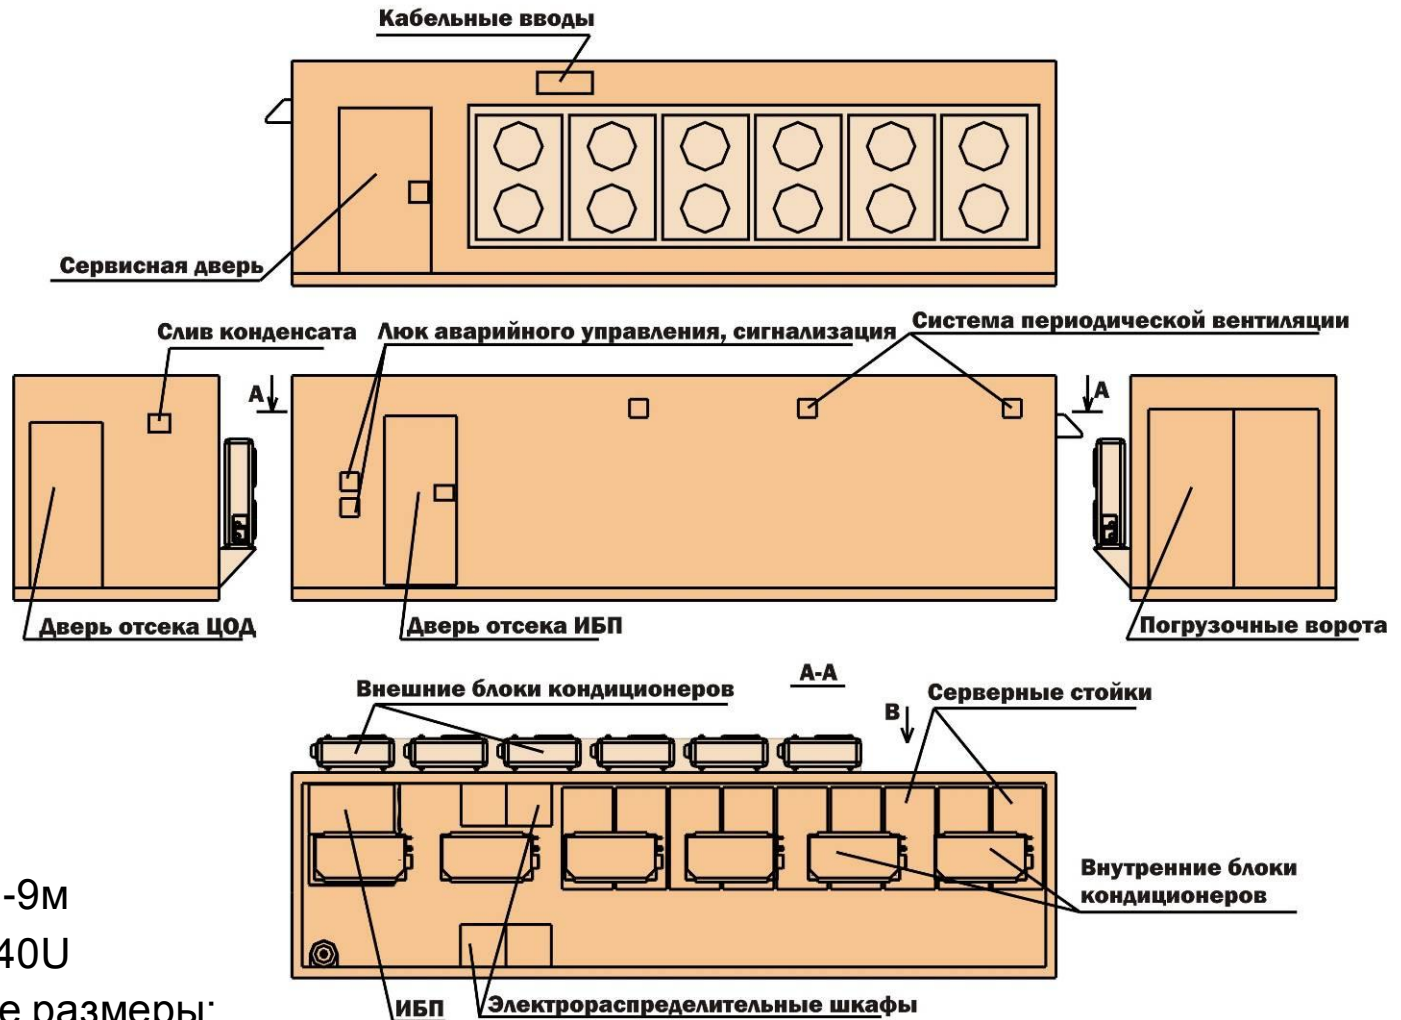 Кабельные вводы
Сервисная дверь
Слив конденсата
Люк аварийного управления, сигнализация
Система периодической вентиляции
А
А
Дверь отсека ЦОД
Дверь отсека ИБП
Погрузочные ворота
А-А
Внешние блоки кондиционеров
В
Серверные стойки
Внутренние блоки
кондиционеров
-9м
40U
е размеры:
ИБП
Электрораспределительные шкафы